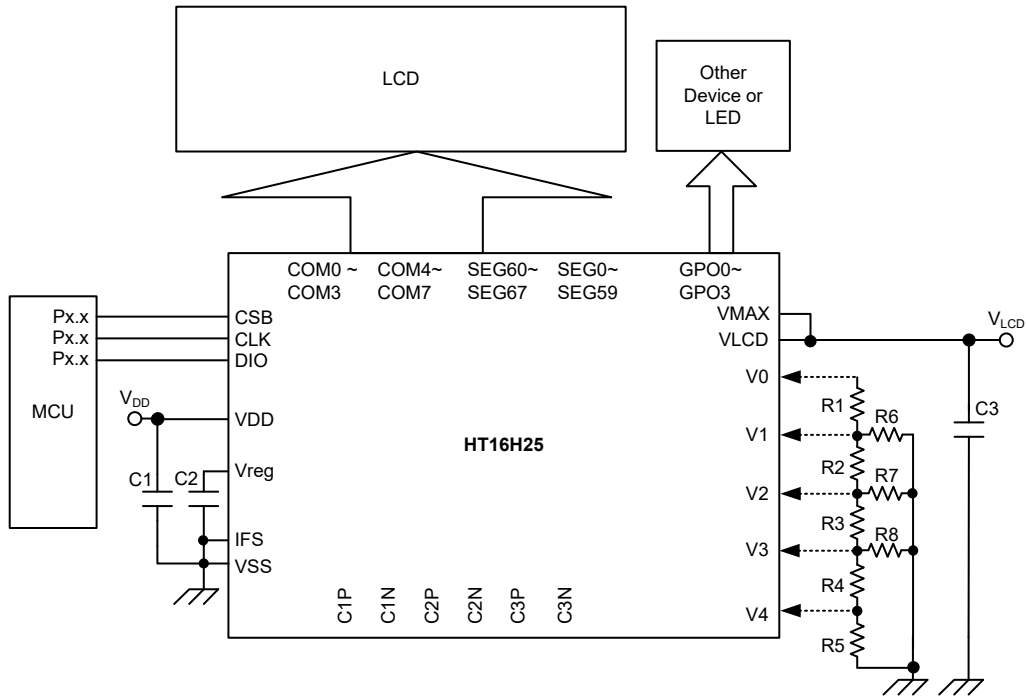 LCD
Other
Device or
LED
COM0 ~
COM3
COM4~
COM7
SEG60~
SEG67
SEG0~
SEG59
GPO0~
GPO3
MCU
Px.x
Px.x
Px.x
CSB
CLK
DIO
VDD
VDD
Vreg
IFS
VSS
C1
C2
HT16H25
C1P
C1N
C2P
C2N
C3P
C3N
VMAX
VLCD
VLCD
V0
V1
V2
V3
V4
R1
R2
R3
R4
R5
R6
R7
R8
C3